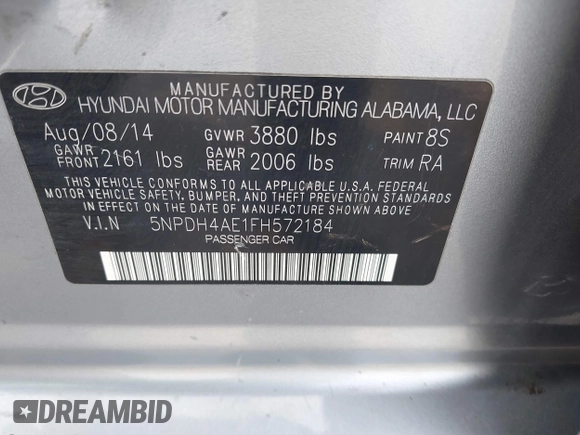 MANUFACTURED BY
HYUNDAI MOTOR MANUFACTURING ALABAMA, LLC
Aug/08/14 GVWR 3880 lbs PAINT 8S
GAWR FRONT 2161 lbs GAWR REAR 2006 lbs TRIM RA
THIS VEHICLE CONFORMS TO ALL APPLICABLE U.S.A. FEDERAL
MOTOR VEHICLE SAFETY, BUMPER, AND THEFT PREVENTION STANDARDS
IN EFFECT ON THE DATE OF MANUFACTURE SHOWN ABOVE.
V.I.N 5NPDH4AE1FH572184
PASSENGER CAR
DREAMBID